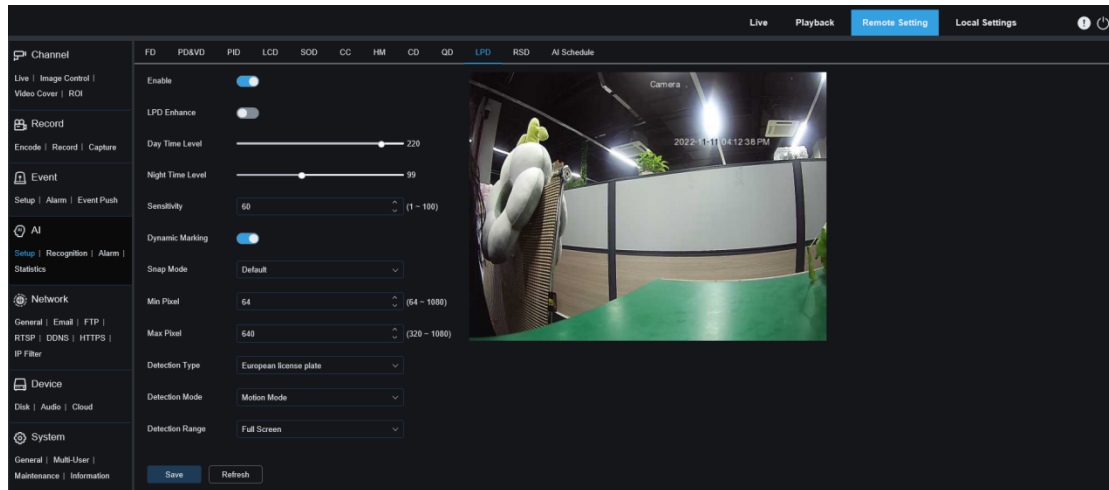 Live Playback Remote Setting Local Settings
Channel
Live | Image Control |
Video Cover | ROI
Record
Encode | Record | Capture
Event
Setup | Alarm | Event Push
AI
Setup | Recognition | Alarm |
Statistics
Network
General | Email | FTP |
RTSP | DDNS | HTTPS |
IP Filter
Device
Disk | Audio | Cloud
System
General | Multi-User |
Maintenance | Information
FD PD&VD PID LCD SOD CC HM CD QD LPD RSD AI Schedule
Enable
LPD Enhance
Day Time Level 220
Night Time Level 99
Sensitivity 60 (1 ~ 100)
Dynamic Marking
Snap Mode Default
Min Pixel 64 (64 ~ 1080)
Max Pixel 640 (320 ~ 1080)
Detection Type European license plate
Detection Mode Motion Mode
Detection Range Full Screen
Save Refresh
Camera
2022-11-11 04:12:38 PM